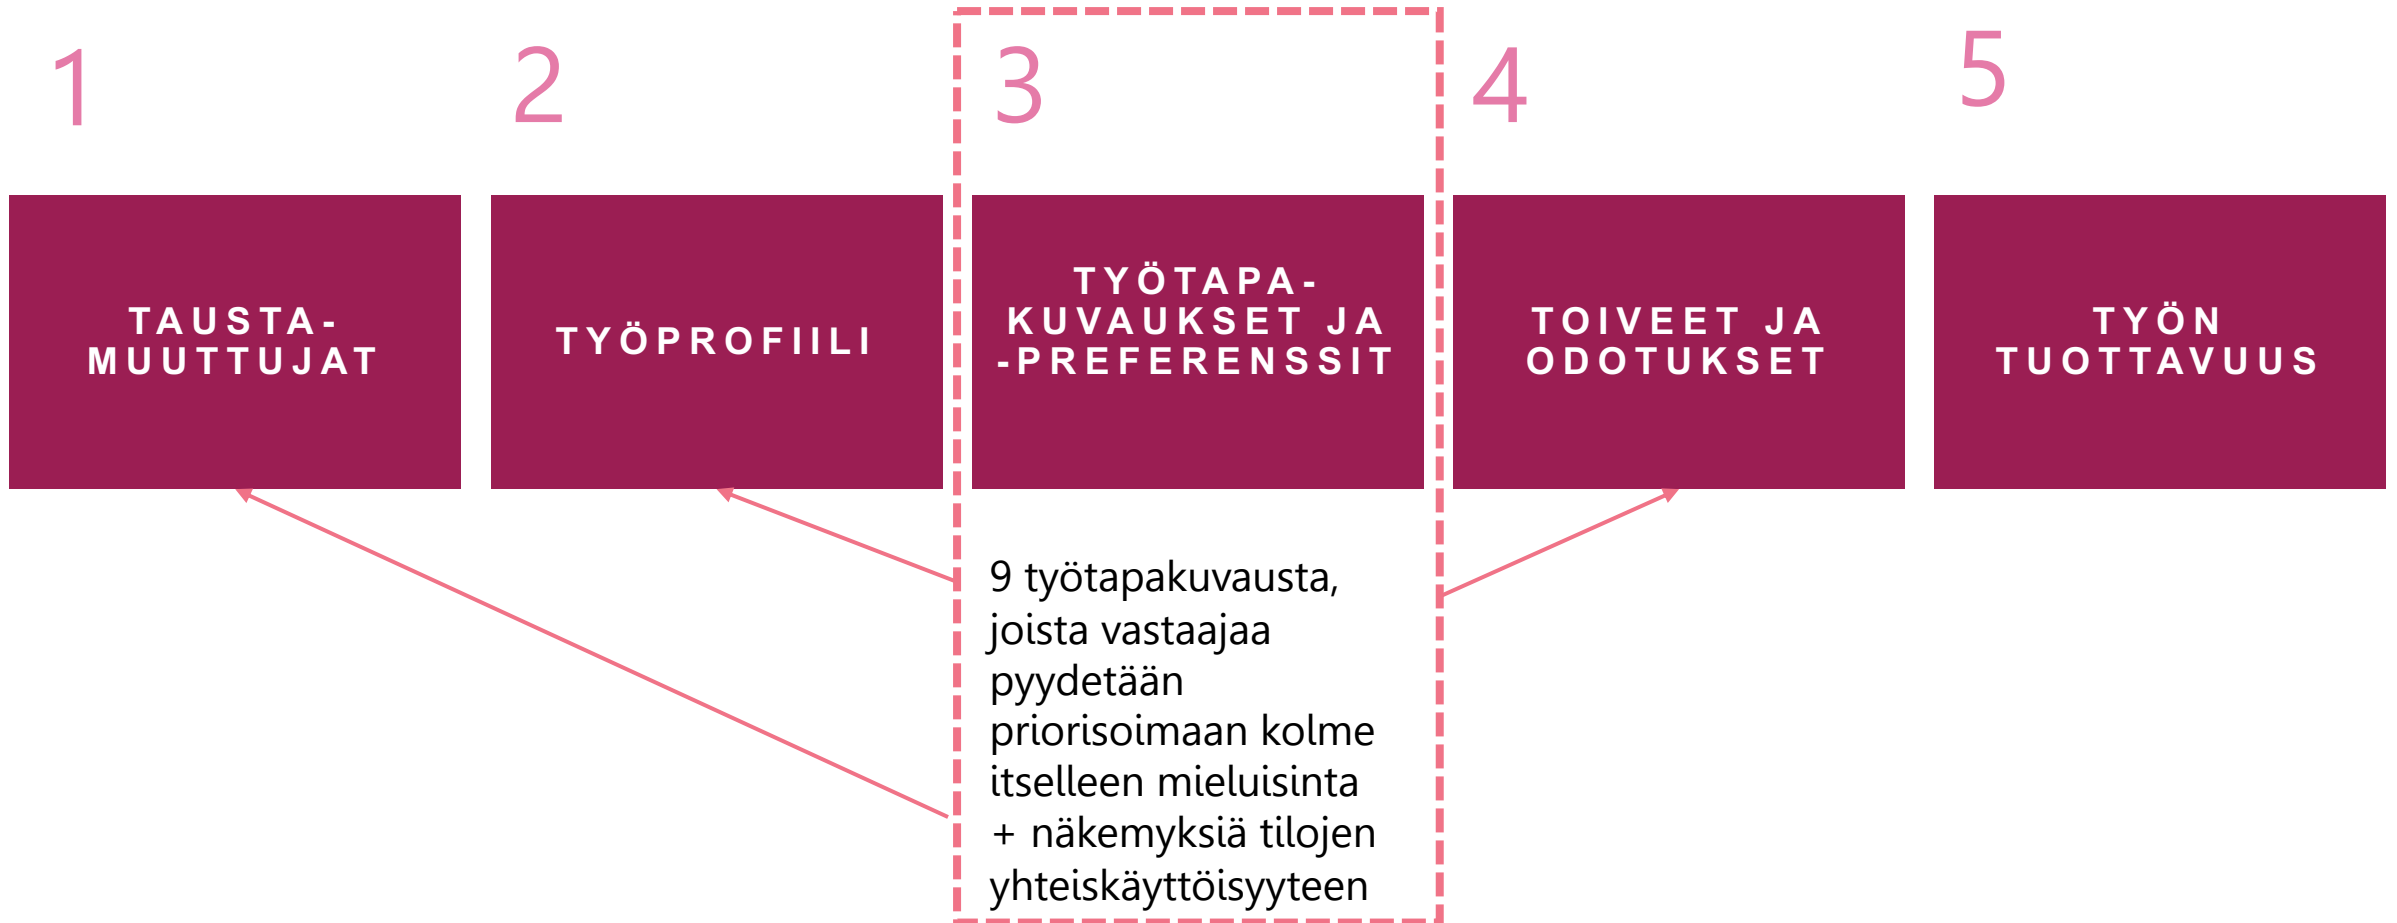 1
2
3
4
5
TAUSTA-
MUUTTUJAT
TYÖPROFIILI
TYÖTAPA-
KUVAUKSET JA
-PREFERENSSIT
TOIVEET JA
ODOTUKSET
TYÖN
TUOTTAVUUS
9 työtapakuvausta,
joista vastaajaa
pyydetään
priorisoimaan kolme
itselleen mieluisinta
+ näkemyksiä tilojen
yhteiskäyttöisyyteen